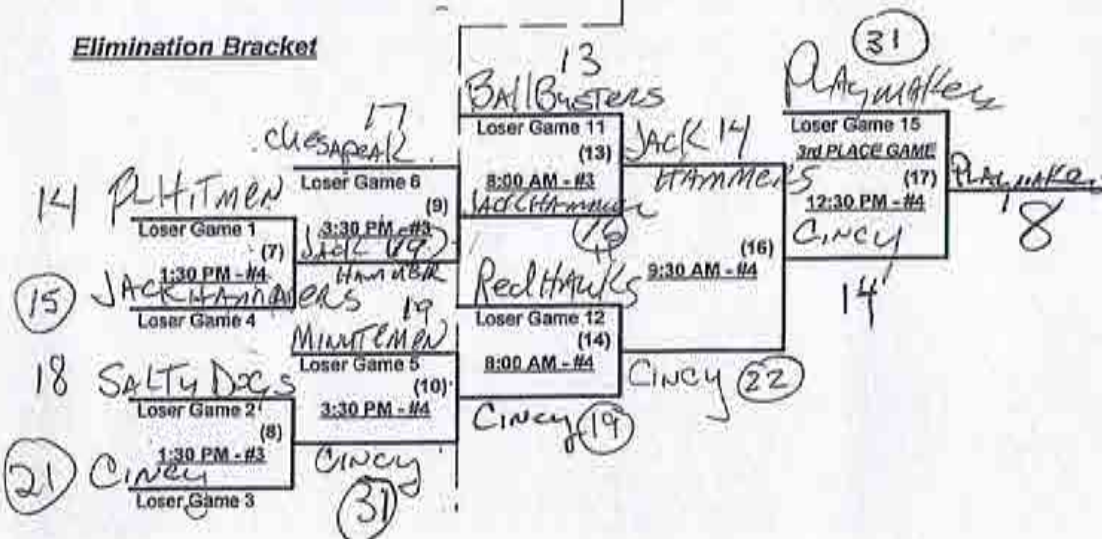 Elimination Bracket
31
13
PLAYMAKERS
BALLBUSTERS
17
Loser Game 11
JACK 14
Loser Game 15
CHESAPEAK
(13)
HAMMERS
3rd PLACE GAME
Loser Game 6
8:00 AM - #3
(17)
PLAYMAKERS
14 PLHITMEN
(9)
JACKHAMMER
12:30 PM - #4
8
Loser Game 1
3:30 PM - #3
CINCY
(7)
JACK 19
(16)
14
1:30 PM - #4
HAMMER
RedHAWKS
9:30 AM - #4
15 JACKHAMMERS
19
Loser Game 12
Loser Game 4
MINUTEMEN
(14)
18 SALTY DOGS
Loser Game 5
8:00 AM - #4
CINCY 22
Loser Game 2
(10)
CINCY 19
(8)
3:30 PM - #4
1:30 PM - #3
21 CINCY
CINCY
Loser Game 3
31